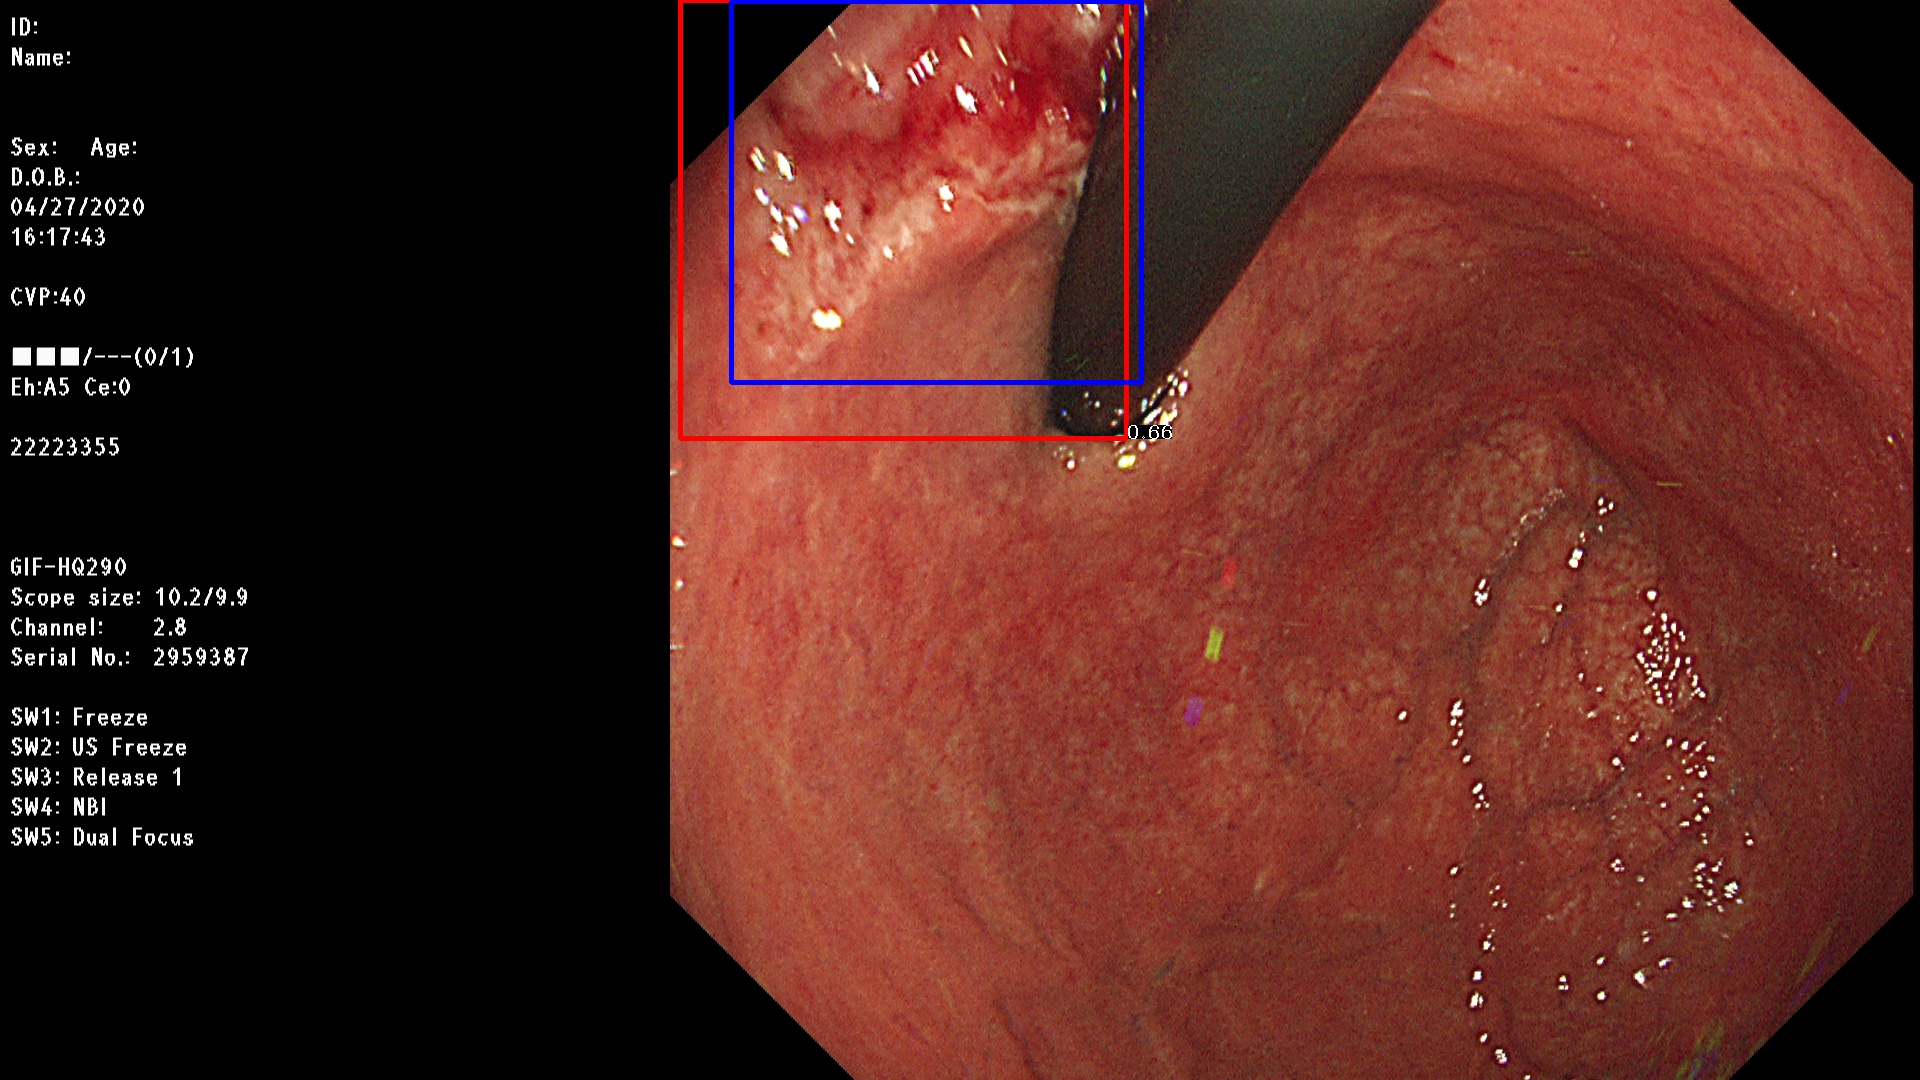 ID:
Name:
Sex: Age:
D.O.B.:
04/27/2020
16:17:43
CVP:40
■■■/---(0/1)
Eh:A5 Ce:0
22223355
GIF-HQ290
Scope size: 10.2/9.9
Channel: 2.8
Serial No.: 2959387
SW1: Freeze
SW2: US Freeze
SW3: Release 1
SW4: NBI
SW5: Dual Focus
0.66